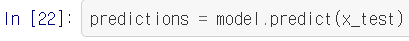 In [22]: predictions = model.predict(x_test)